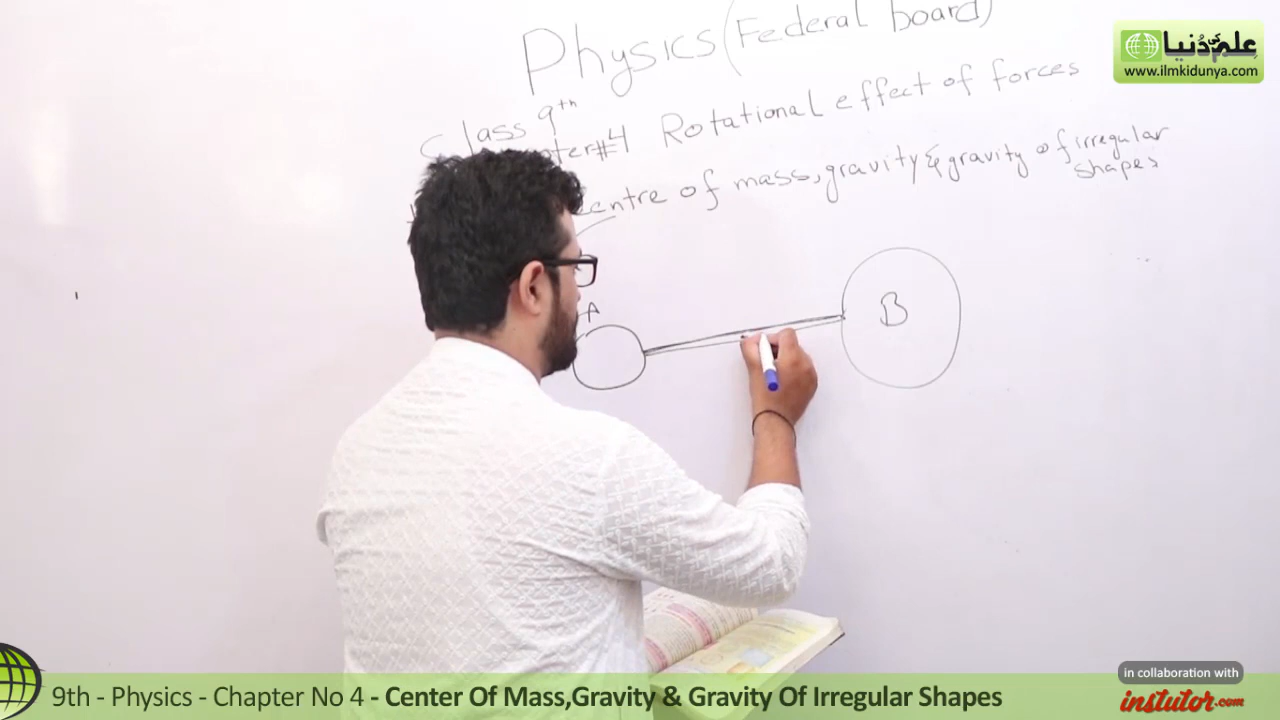 Physics (Federal board)
علم کی دنیا
www.ilmkidunya.com
Class 9th
#4 Rotational effect of forces
centre of mass, gravity & gravity of irregular
shapes
A
B
in collaboration with
instutor.com
9th - Physics - Chapter No 4 - Center Of Mass,Gravity & Gravity Of Irregular Shapes